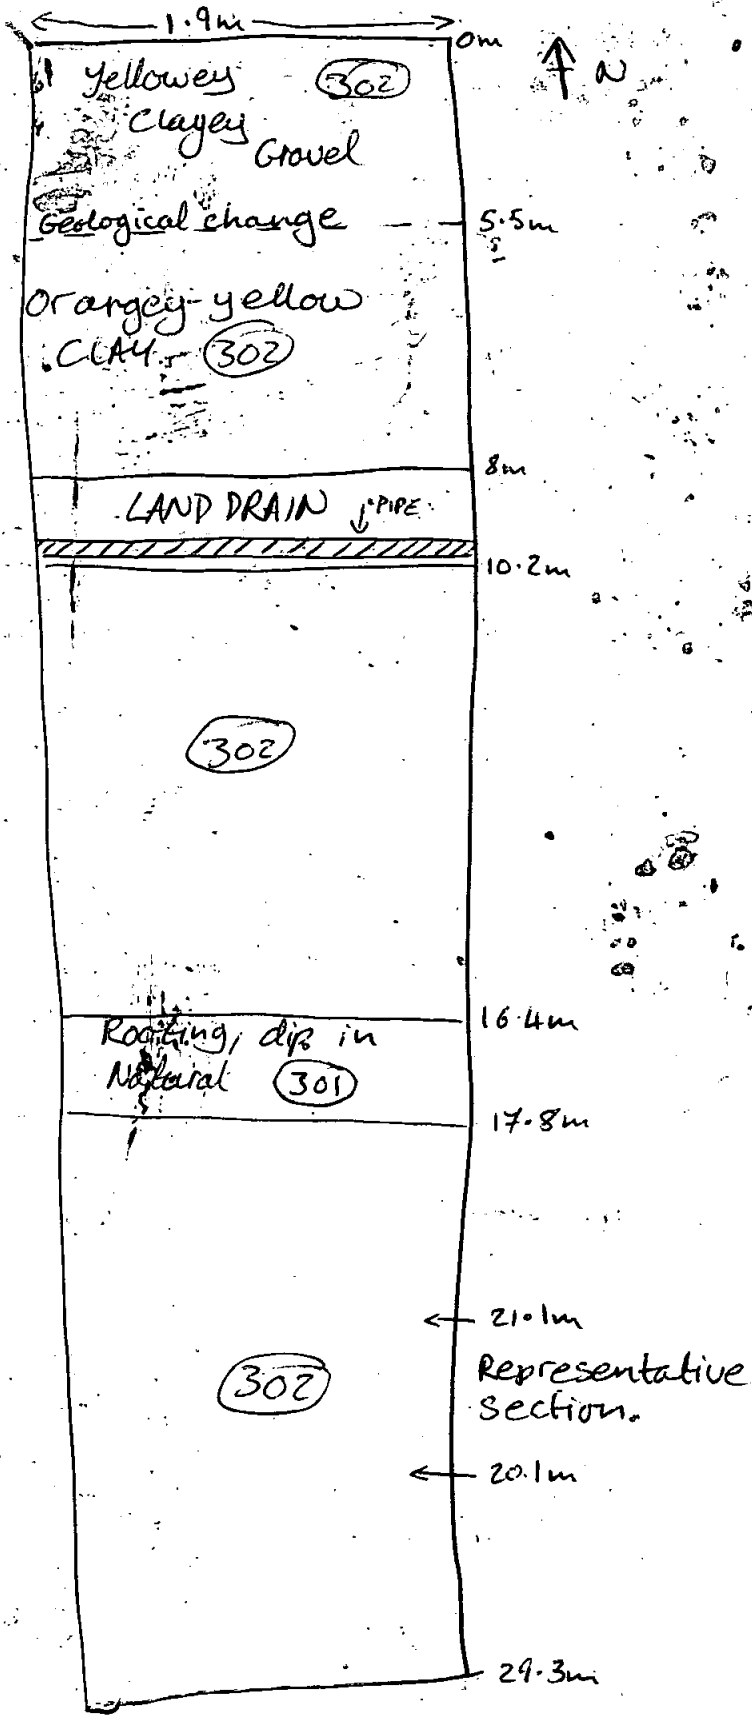 1.9m
0m
N
Yellowey 302
Clayey
Gravel
Geological change
5.5m
Orangey-yellow
CLAY - 302
8m
LAND DRAIN PIPE
10.2m
302
16.4m
Rooting, dip in
Natural 301
17.8m
21.1m
302
Representative
section.
20.1m
29.3m